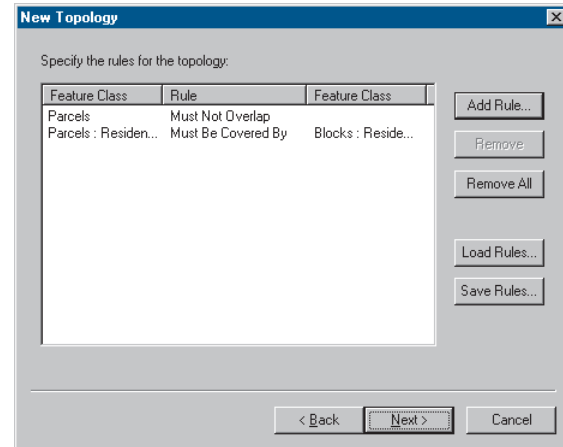 New Topology
Specify the rules for the topology:
Feature Class Rule Feature Class
Parcels Must Not Overlap
Parcels : Residen... Must Be Covered By Blocks : Reside...
Add Rule...
Remove
Remove All
Load Rules...
Save Rules...
< Back Next > Cancel